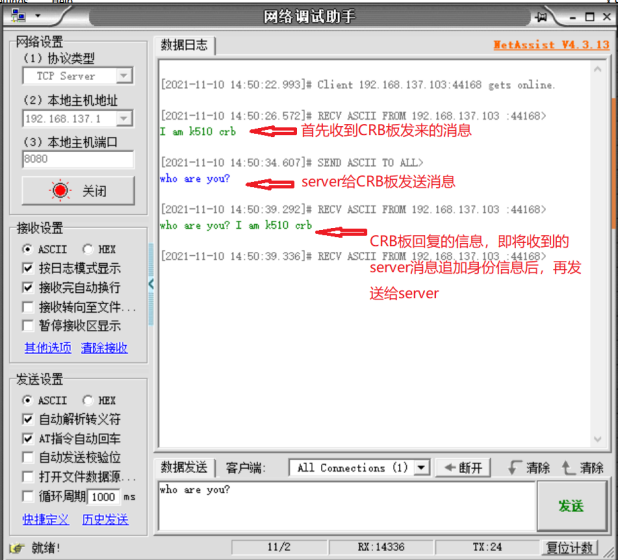 网络调试助手
网络设置
(1) 协议类型
TCP Server
(2) 本地主机地址
192.168.137.1
(3) 本地主机端口
8080
关闭
接收设置
ASCII HEX
按日志模式显示
接收完自动换行
接收转向至文件...
暂停接收区显示
其他选项 清除接收
发送设置
ASCII HEX
自动解析转义符
AT指令自动回车
自动发送校验位
打开文件数据源...
循环周期 1000 ms
快捷定义 历史发送
数据日志 NetAssist V4.3.13
[2021-11-10 14:50:22.993]# Client 192.168.137.103:44168 gets online.
[2021-11-10 14:50:26.572]# RECV ASCII FROM 192.168.137.103 :44168>
I am k510 crb 首先收到CRB板发来的消息
[2021-11-10 14:50:34.607]# SEND ASCII TO ALL>
who are you? server给CRB板发送消息
[2021-11-10 14:50:39.292]# RECV ASCII FROM 192.168.137.103 :44168>
who are you? I am k510 crb
CRB板回复的信息，即将收到的
[2021-11-10 14:50:39.336]# RECV ASCII FROM 192.168.137.103 :44168>
server消息追加身份信息后，再发
送给server
数据发送 客户端: All Connections (1) 断开 清除 清除
who are you?
发送
就绪! 11/2 RX:14336 TX:24 复位计数